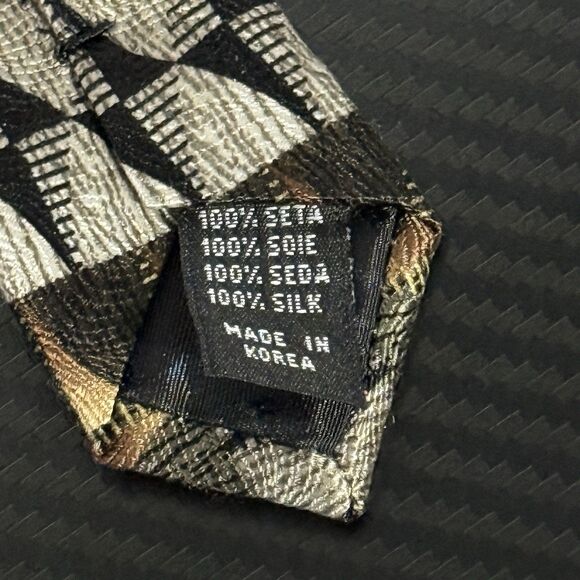 100% SETA
100% SOIE
100% SEDA
100% SILK
MADE IN
KOREA